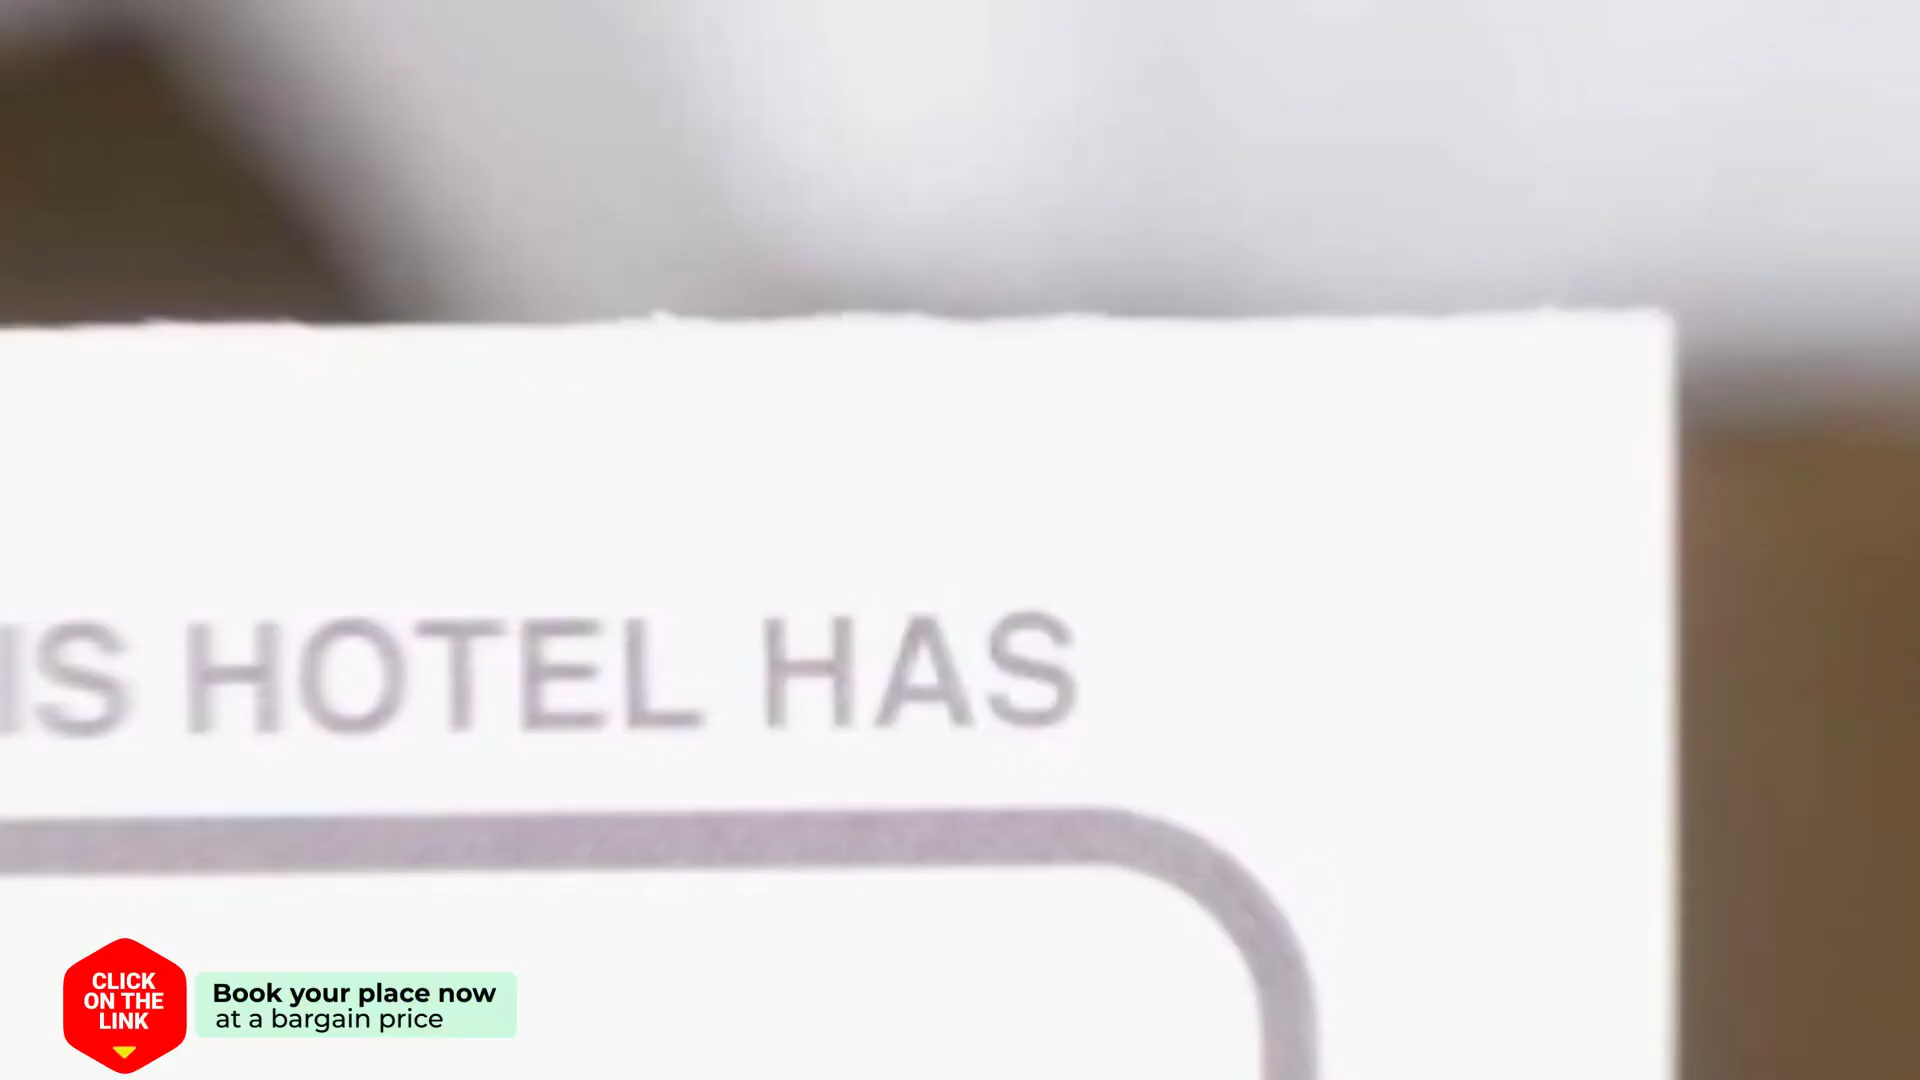 IS HOTEL HAS
CLICK
ON THE
LINK
Book your place now
at a bargain price